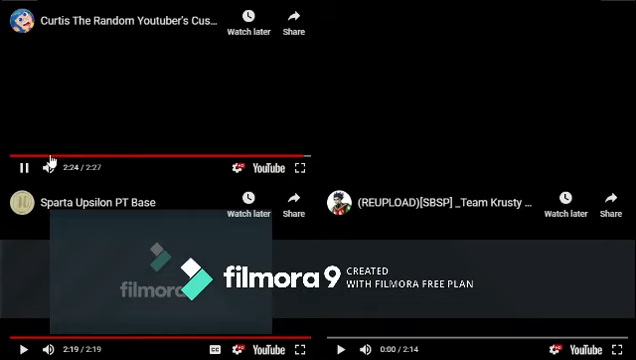 Curtis The Random Youtuber's Cus...
Watch later
Share
2:24 / 2:27
YouTube
Sparta Upsilon PT Base
Watch later
Share
(REUPLOAD)[SBSP] _Team Krusty ...
Watch later
Share
filmora
filmora9 CREATED
WITH FILMORA FREE PLAN
2:19 / 2:19
CC
YouTube
0:00 / 2:14
YouTube